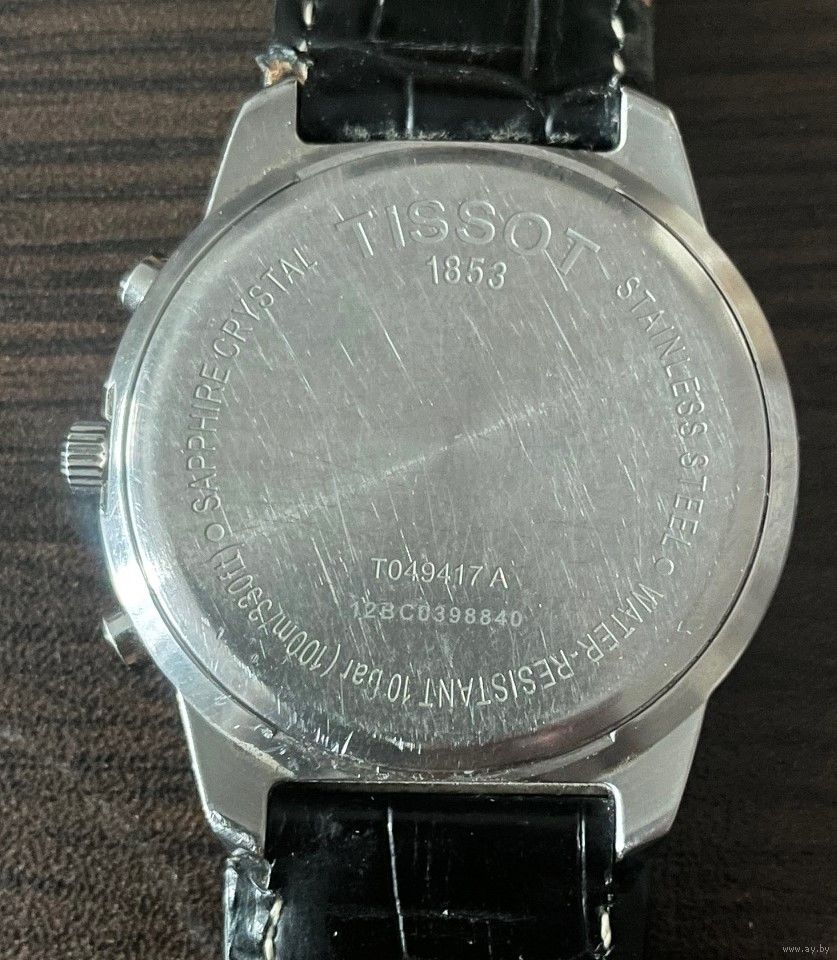 TISSOT
1853
STAINLESS STEEL o WATER-RESISTANT 10 bar (100m/330ft) o SAPPHIRE CRYSTAL
T049417 A
12BC0398840
www.ay.by